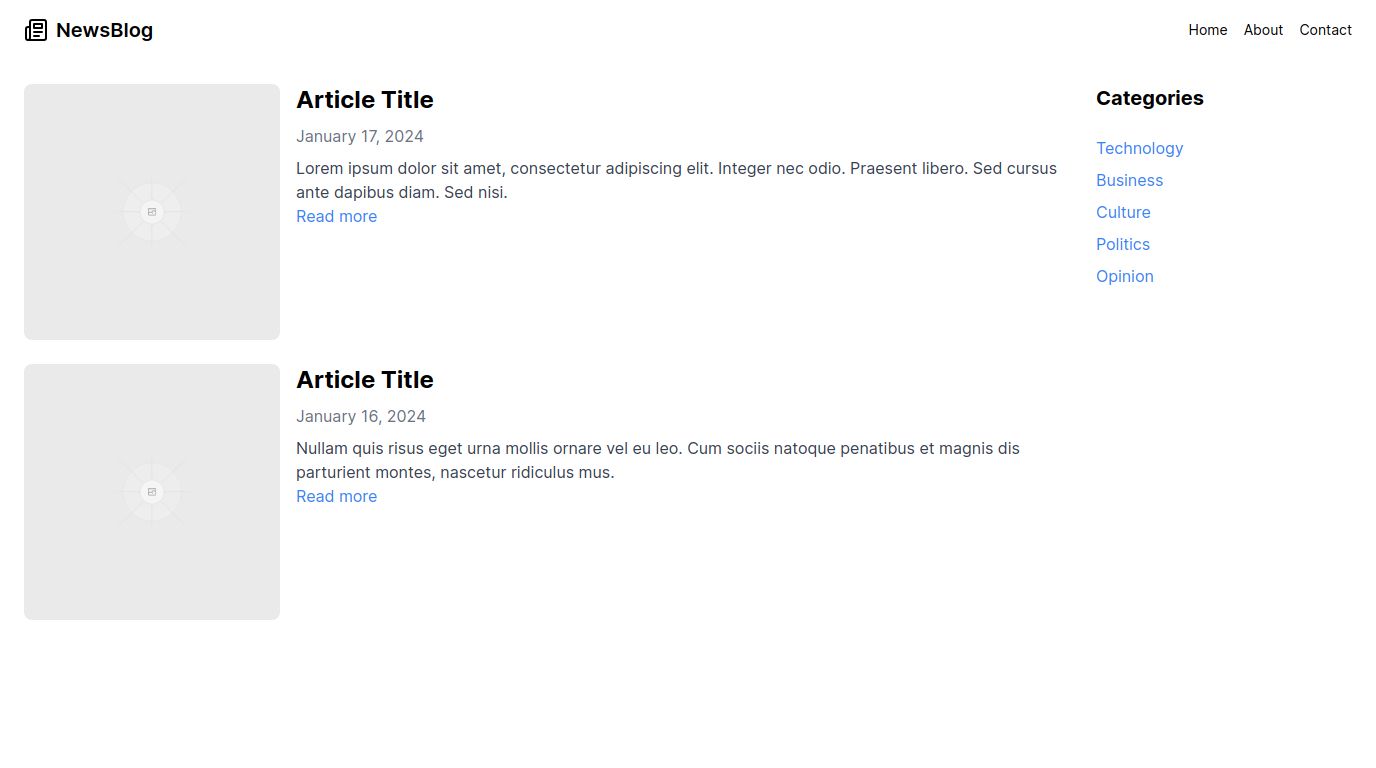 NewsBlog
Home About Contact
Article Title
January 17, 2024
Lorem ipsum dolor sit amet, consectetur adipiscing elit. Integer nec odio. Praesent libero. Sed cursus
ante dapibus diam. Sed nisi.
Read more
Article Title
January 16, 2024
Nullam quis risus eget urna mollis ornare vel eu leo. Cum sociis natoque penatibus et magnis dis
parturient montes, nascetur ridiculus mus.
Read more
Categories
Technology
Business
Culture
Politics
Opinion